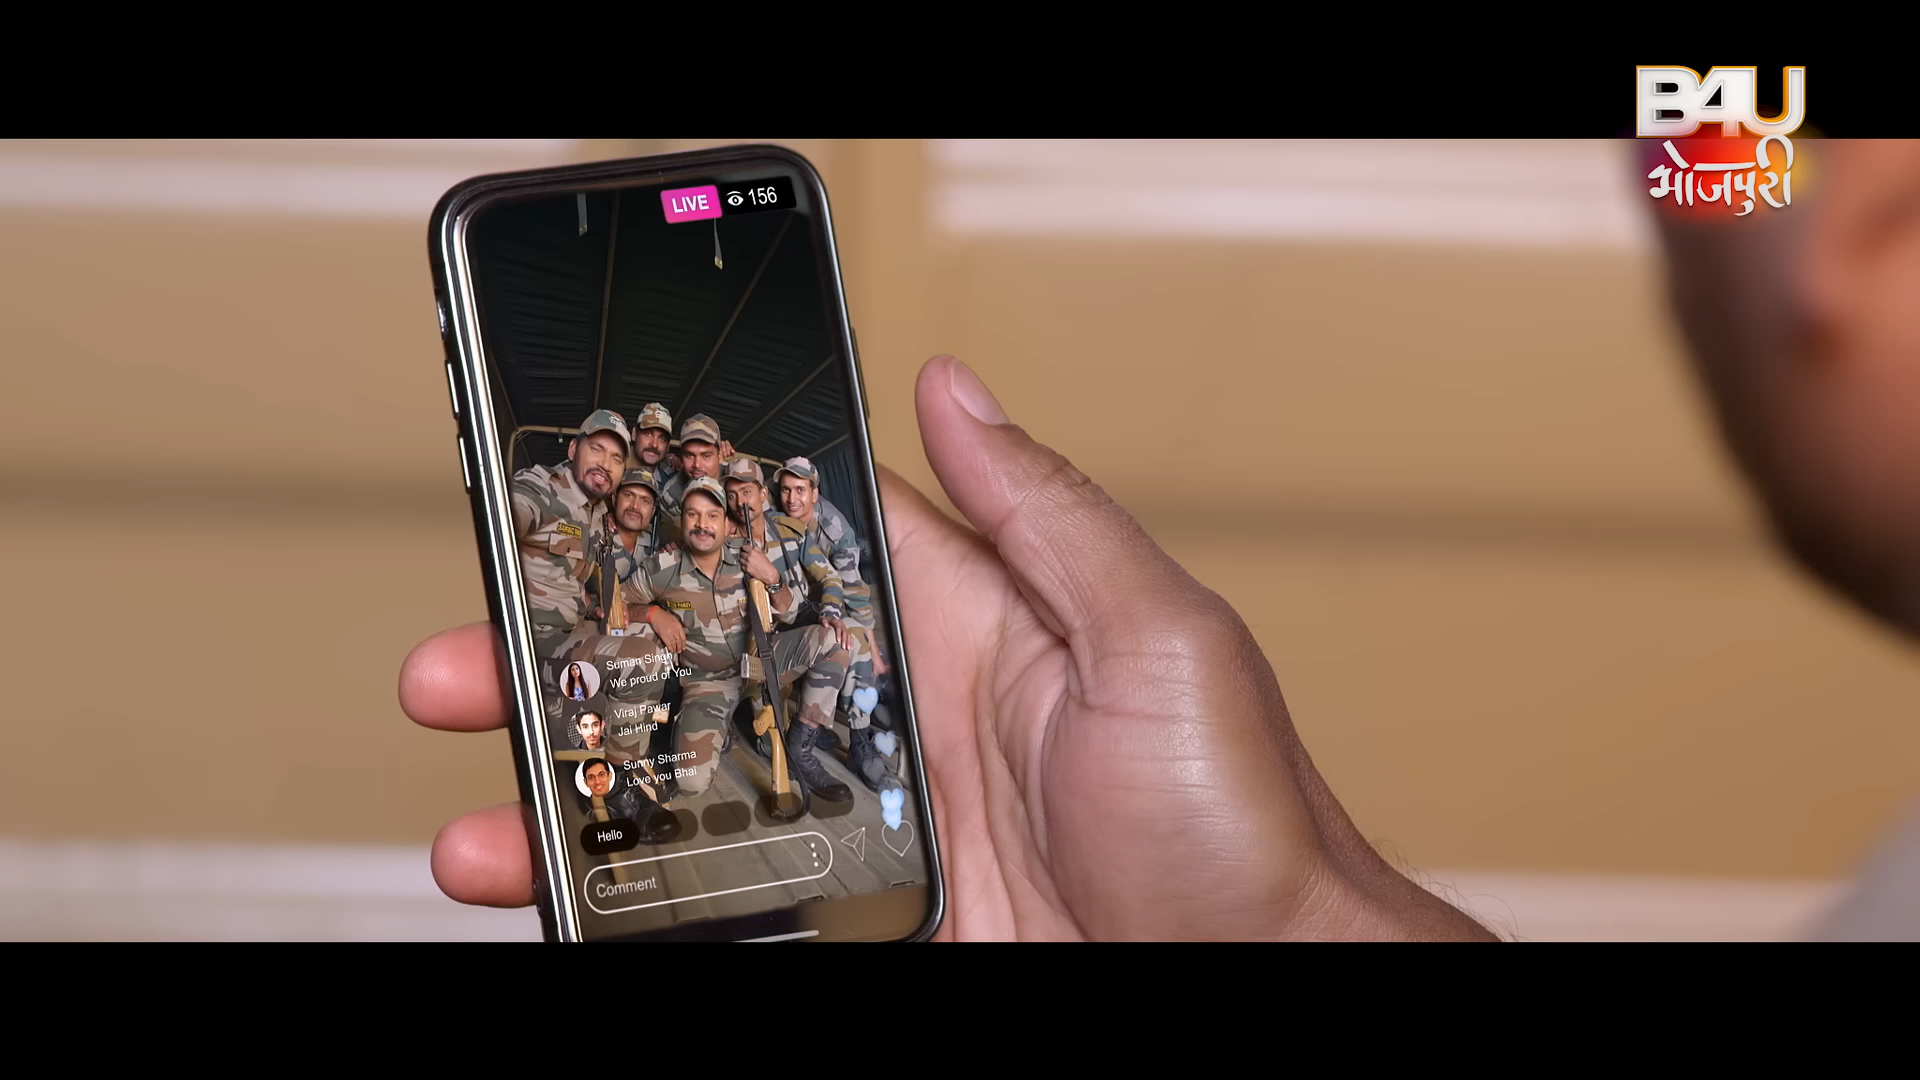 B4U
भोजपुरी
LIVE 156
Suman Singh
We proud of You
Viraj Pawar
Jai Hind
Sunny Sharma
Love you Bhai
Hello
Comment